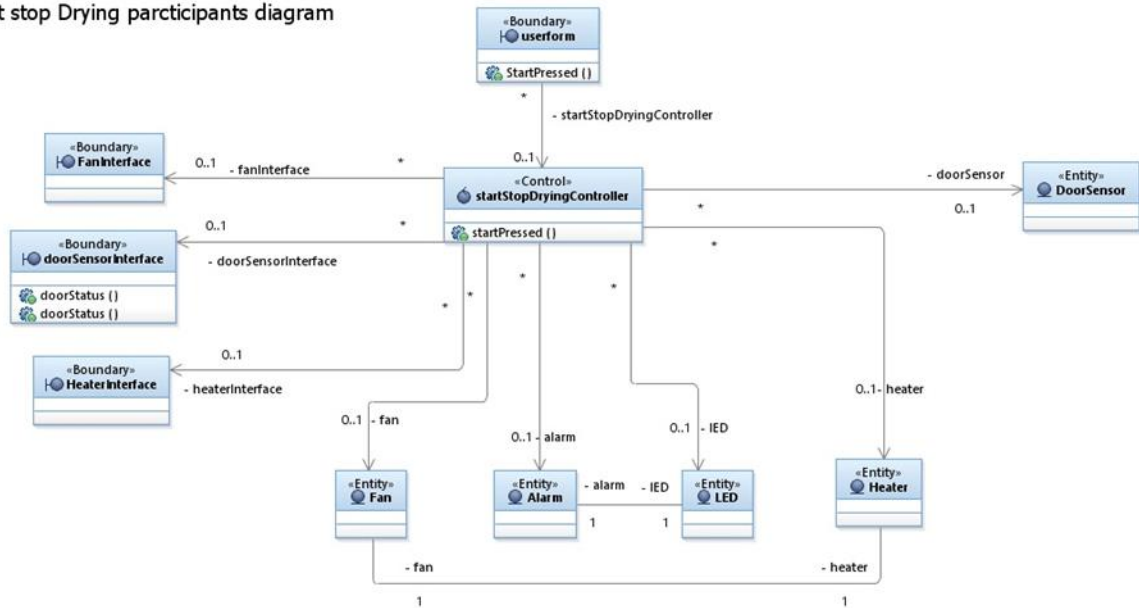 t stop Drying parcticipants diagram
«Boundary»
userform
StartPressed ()
*
- startStopDryingController
0..1
«Boundary»
FanInterface
0..1
- fanInterface
*
«Control»
startStopDryingController
startPressed ()
- doorSensor
*
0..1
«Entity»
DoorSensor
«Boundary»
doorSensorInterface
doorStatus ()
doorStatus ()
0..1
*
- doorSensorInterface
*
*
*
*
*
«Boundary»
HeaterInterface
0..1
- heaterInterface
0..1 - fan
0..1 - alarm
0..1 - lED
0..1 - heater
«Entity»
Fan
«Entity»
Alarm
- alarm - lED
1 1
«Entity»
LED
«Entity»
Heater
- fan - heater
1 1